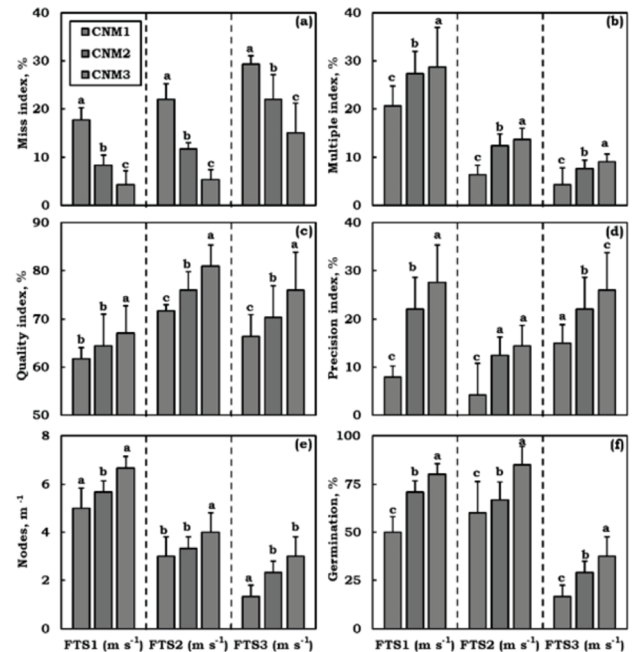 40 (a) (b)
CNM1
CNM2
CNM3
30
20
10
0
Miss index, %
a b c a b c a b c
40
30
20
10
0
Multiple index, %
c b a c b a c b a
90
80
70
60
50
Quality index, %
(c)
b b a c b a c b a
40
30
20
10
0
Precision index, %
(d)
c b a c a a a b c
8
6
4
2
0
Nodes, m -1
(e)
a b a b b a a b b
FTS1 (m s-1) FTS2 (m s-1) FTS3 (m s-1)
100
75
50
25
0
Germination, %
(f)
c b a c c a c b a
FTS1 (m s-1) FTS2 (m s-1) FTS3 (m s-1)